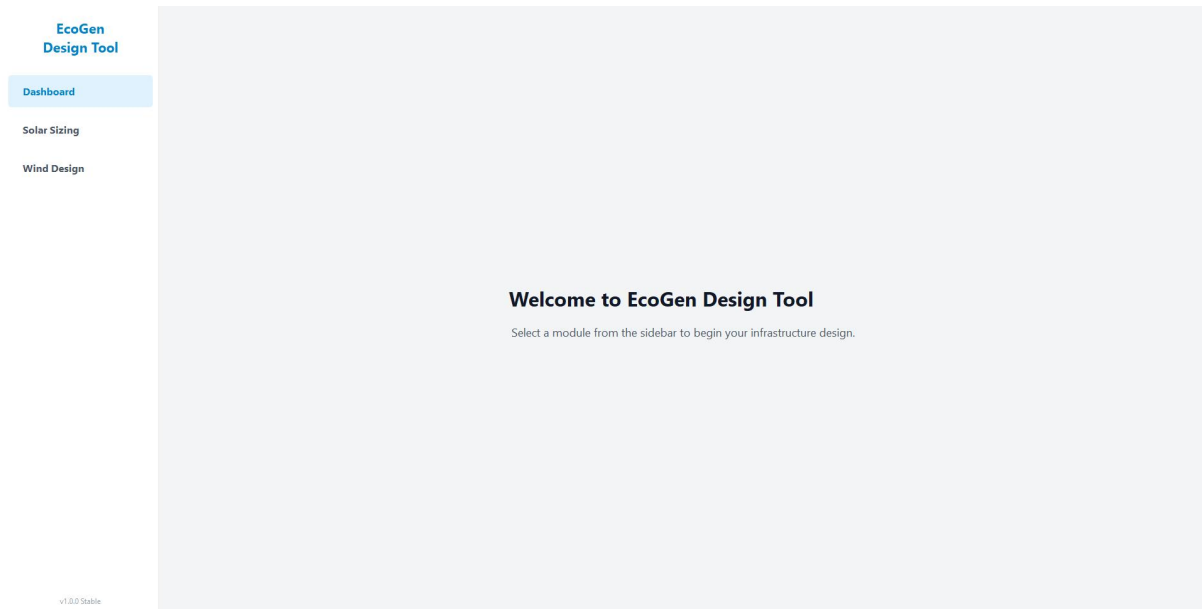 EcoGen
Design Tool
Dashboard
Solar Sizing
Wind Design
Welcome to EcoGen Design Tool
Select a module from the sidebar to begin your infrastructure design.
v1.0.0 Stable